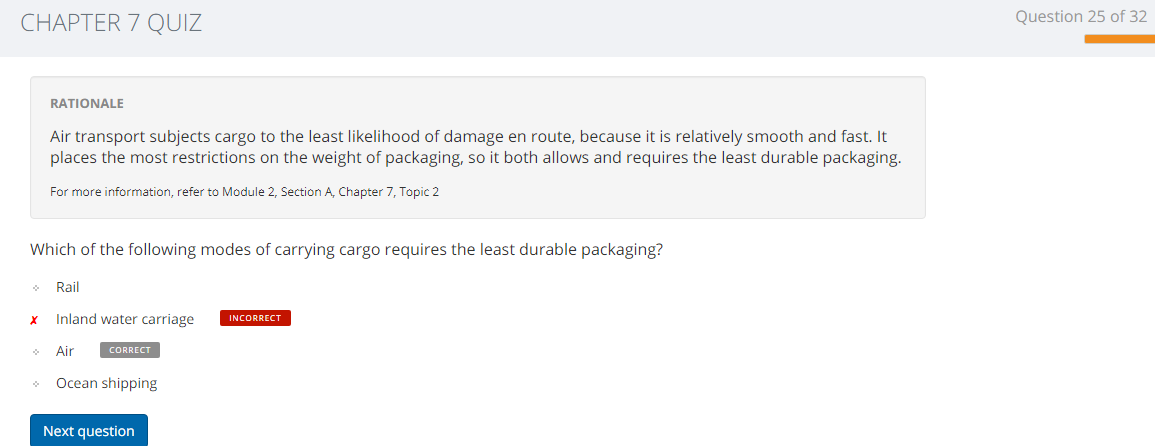 CHAPTER 7 QUIZ
Question 25 of 32
RATIONALE
Air transport subjects cargo to the least likelihood of damage en route, because it is relatively smooth and fast. It
places the most restrictions on the weight of packaging, so it both allows and requires the least durable packaging.
For more information, refer to Module 2, Section A, Chapter 7, Topic 2
Which of the following modes of carrying cargo requires the least durable packaging?
Rail
✗ Inland water carriage INCORRECT
Air CORRECT
Ocean shipping
Next question